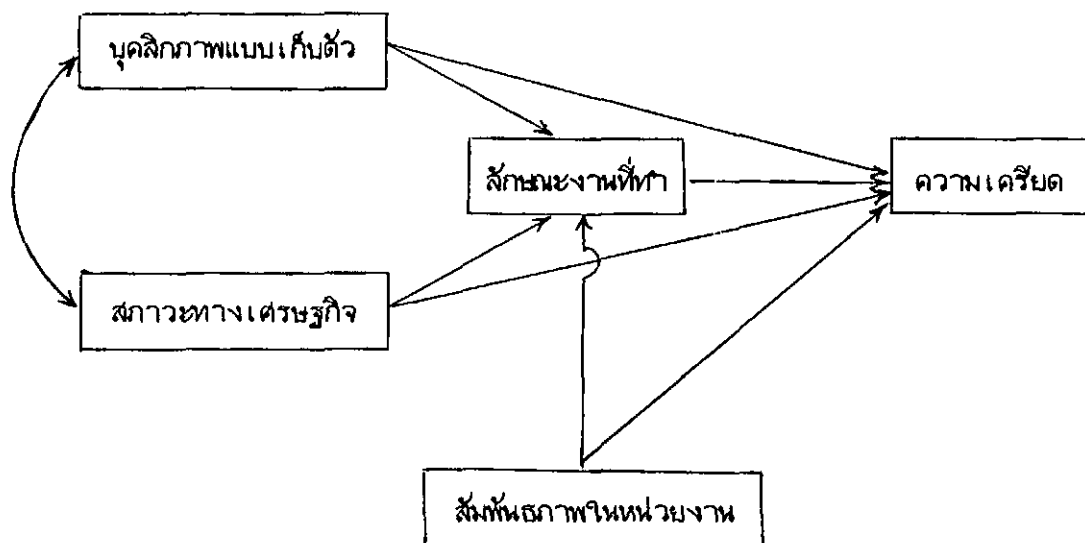 บุคลิกภาพแบบเก็บตัว
ลักษณะงานที่ทำ
ความเครียด
สภาวะทางเศรษฐกิจ
สัมพันธภาพในหน่วยงาน